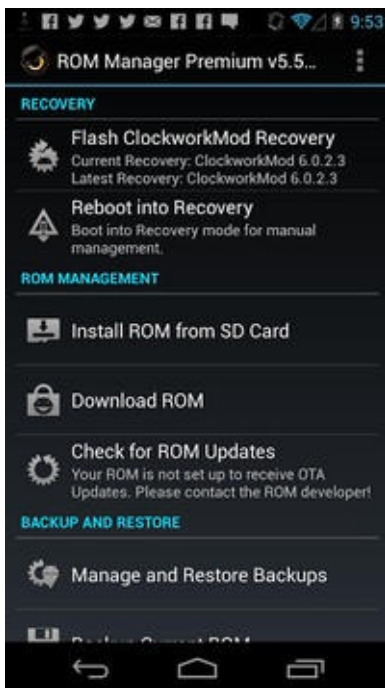 9:53
ROM Manager Premium v5.5...
RECOVERY
Flash ClockworkMod Recovery
Current Recovery: ClockworkMod 6.0.2.3
Latest Recovery: ClockworkMod 6.0.2.3
Reboot into Recovery
Boot into Recovery mode for manual
management.
ROM MANAGEMENT
Install ROM from SD Card
Download ROM
Check for ROM Updates
Your ROM is not set up to receive OTA
Updates. Please contact the ROM developer!
BACKUP AND RESTORE
Manage and Restore Backups
Backup Current ROM